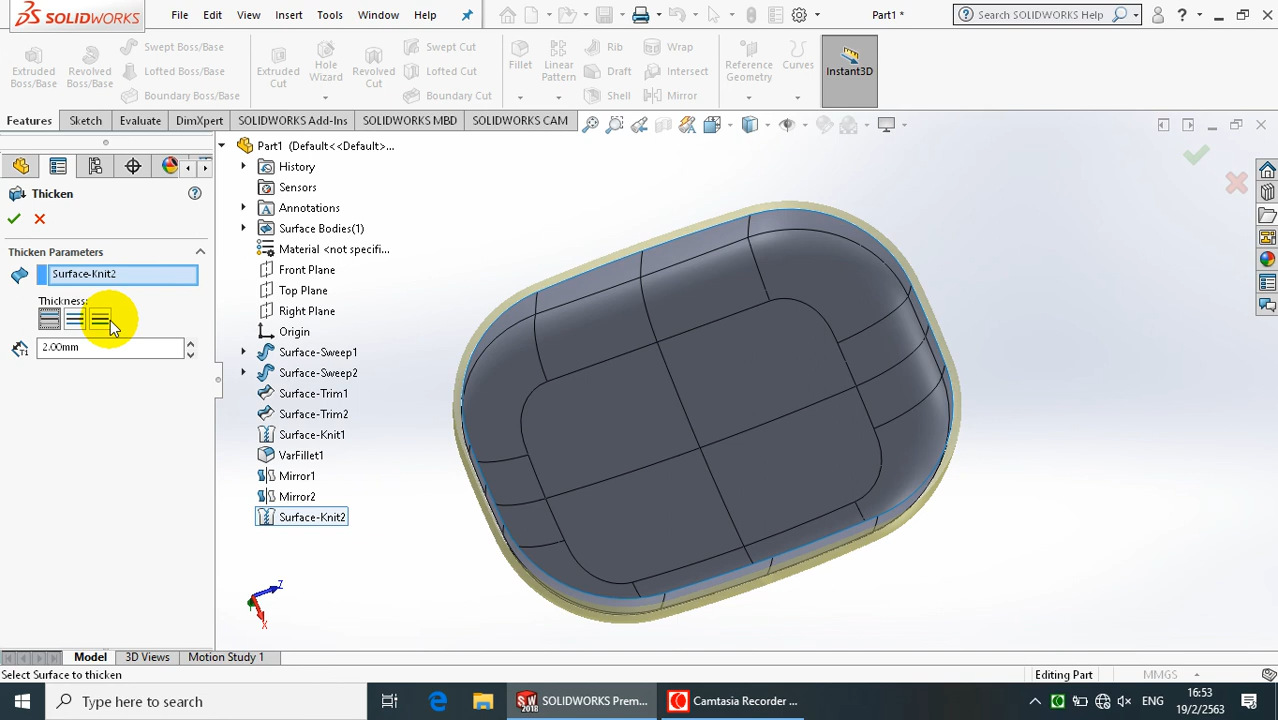 SOLIDWORKS
File Edit View Insert Tools Window Help
Part1 *
Search SOLIDWORKS Help
Extruded Boss/Base
Revolved Boss/Base
Swept Boss/Base
Lofted Boss/Base
Boundary Boss/Base
Extruded Cut
Hole Wizard
Revolved Cut
Swept Cut
Lofted Cut
Boundary Cut
Fillet
Linear Pattern
Rib
Draft
Shell
Wrap
Intersect
Mirror
Reference Geometry
Curves
Instant3D
Features Sketch Evaluate DimXpert SOLIDWORKS Add-Ins SOLIDWORKS MBD SOLIDWORKS CAM
Thicken
Thicken Parameters
Surface-Knit2
Thickness:
T1
2.00mm
Part1 (Default<<Default>...
History
Sensors
Annotations
Surface Bodies(1)
Material <not specifi...
Front Plane
Top Plane
Right Plane
Origin
Surface-Sweep1
Surface-Sweep2
Surface-Trim1
Surface-Trim2
Surface-Knit1
VarFillet1
Mirror1
Mirror2
Surface-Knit2
Z
X
Model 3D Views Motion Study 1
Select Surface to thicken
Editing Part
MMGS
Type here to search
SW 2018
SOLIDWORKS Prem...
Camtasia Recorder ...
ENG
16:53
19/2/2563